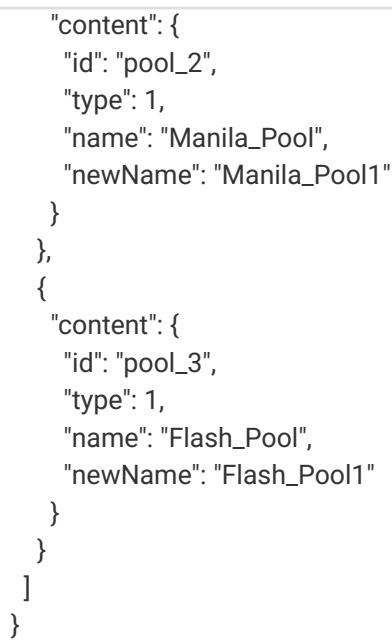 "content": {
"id": "pool_2",
"type": 1,
"name": "Manila_Pool",
"newName": "Manila_Pool1"
}
},
{
"content": {
"id": "pool_3",
"type": 1,
"name": "Flash_Pool",
"newName": "Flash_Pool1"
}
}
]
}